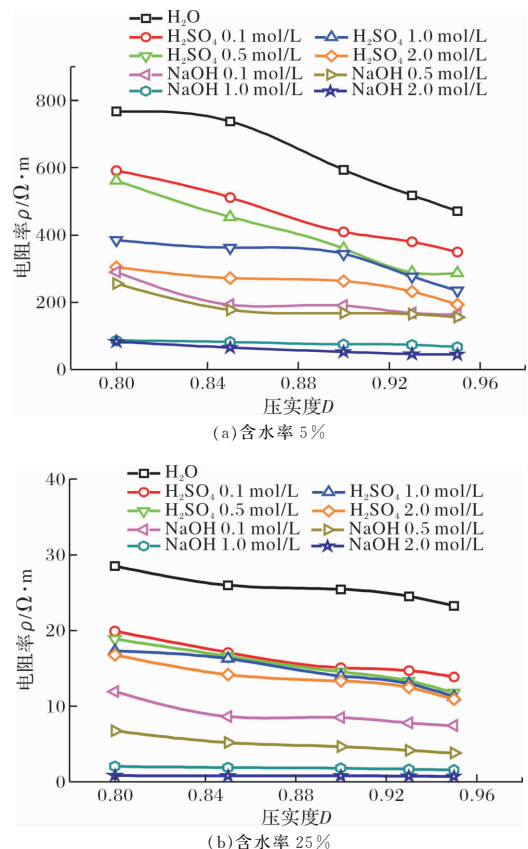 H₂O
H₂SO₄ 0.1 mol/L
H₂SO₄ 1.0 mol/L
H₂SO₄ 0.5 mol/L
H₂SO₄ 2.0 mol/L
NaOH 0.1 mol/L
NaOH 0.5 mol/L
NaOH 1.0 mol/L
NaOH 2.0 mol/L
电阻率ρ/Ω·m
800
600
400
200
0
0.80 0.84 0.88 0.92 0.96
压实度D
(a)含水率 5%
H₂O
H₂SO₄ 0.1 mol/L
H₂SO₄ 1.0 mol/L
H₂SO₄ 0.5 mol/L
H₂SO₄ 2.0 mol/L
NaOH 0.1 mol/L
NaOH 0.5 mol/L
NaOH 1.0 mol/L
NaOH 2.0 mol/L
电阻率ρ/Ω·m
40
30
20
10
0
0.80 0.84 0.88 0.92 0.96
压实度D
(b)含水率 25%